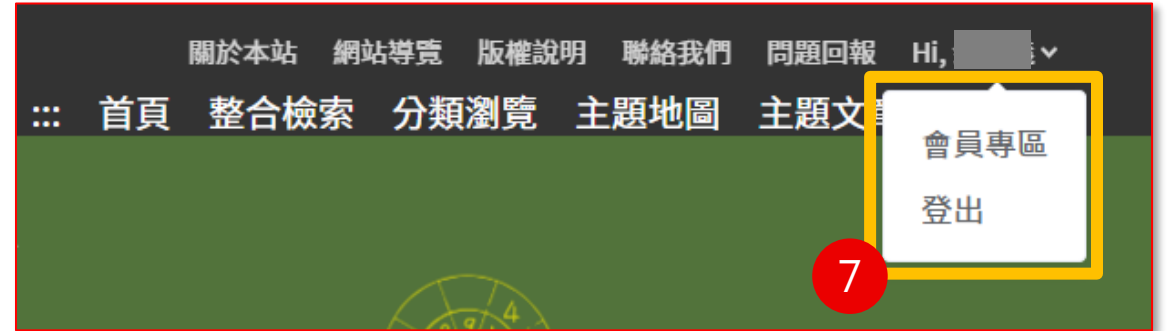 關於本站 網站導覽 版權說明 聯絡我們 問題回報 Hi,
::: 首頁 整合檢索 分類瀏覽 主題地圖 主題文
會員專區
登出
7
4
9